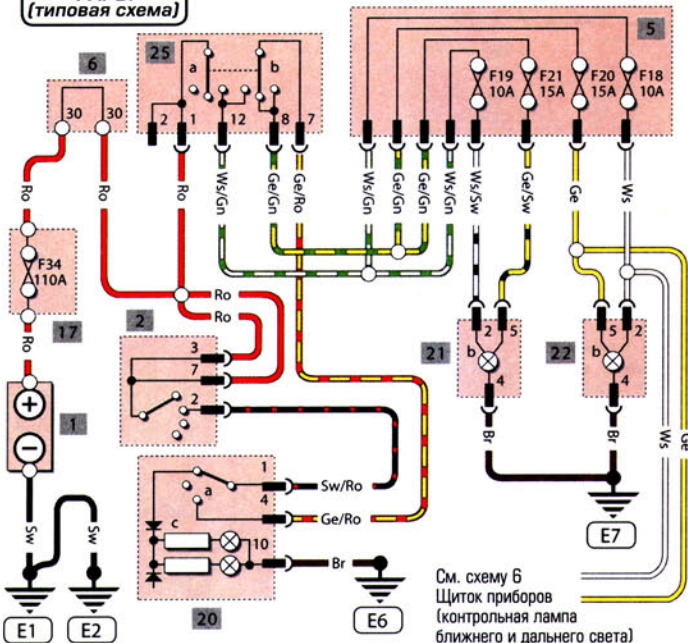 (типовая схема)
6
30
30
25
a
b
2
1
12
8
7
5
F19
10A
F21
15A
F20
15A
F18
10A
Ro
Ro
Ro
Ws/Gn
Ge/Gn
Ge/Ro
Ws/Gn
Ge/Gn
Ge/Gn
Ws/Gn
Ws/Sw
Ge/Sw
Ge
Ws
F34
110A
17
Ro
Ro
Ro
2
3
7
2
21
2
5
b
4
22
5
2
b
4
1
Br
Br
Ws
Ge
Sw
Sw
1
a
4
c
10
20
Sw/Ro
Ge/Ro
Br
E7
E1
E2
E6
См. схему 6
Щиток приборов
(контрольная лампа
ближнего и дальнего света)